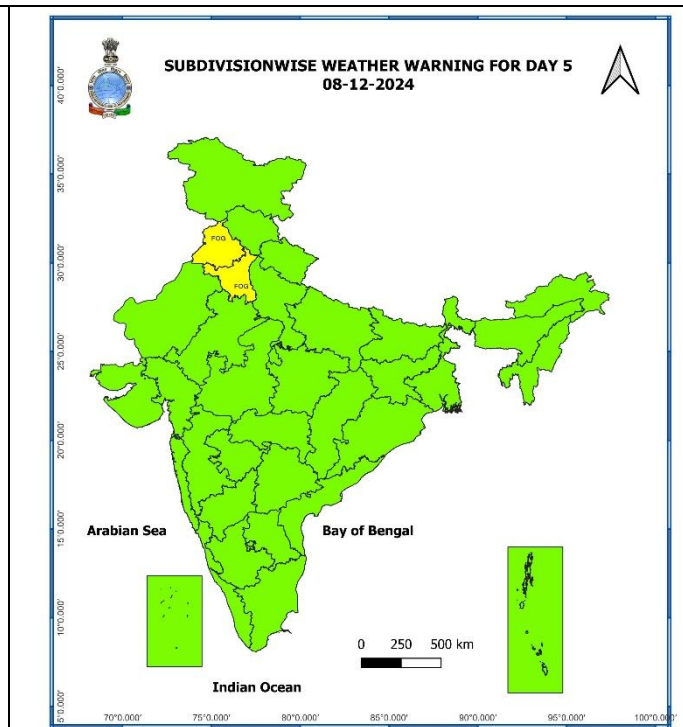 SUBDIVISIONWISE WEATHER WARNING FOR DAY 5
08-12-2024
40°0.000'
35°0.000'
FOG
30°0.000'
FOG
25°0.000'
20°0.000'
15°0.000'
Arabian Sea
Bay of Bengal
10°0.000'
0 250 500 km
Indian Ocean
5°0.000'
70°0.000' 75°0.000' 80°0.000' 85°0.000' 90°0.000' 95°0.000' 100°0.000'